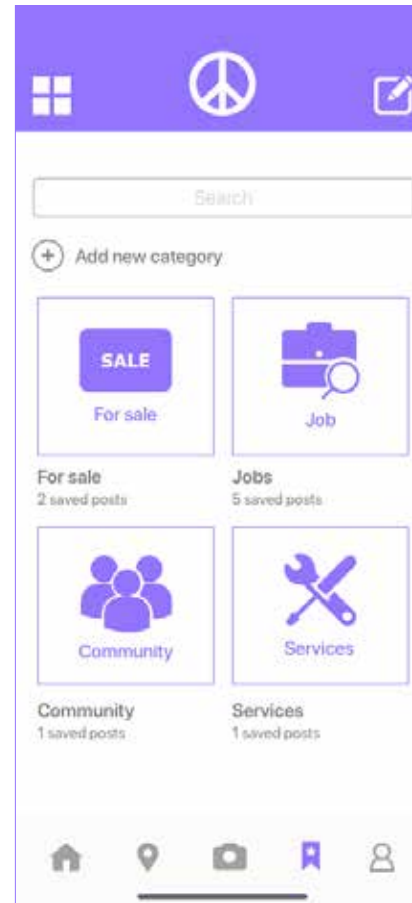 Search
Add new category
SALE
For sale
Job
For sale
2 saved posts
Jobs
5 saved posts
Community
Services
Community
1 saved posts
Services
1 saved posts